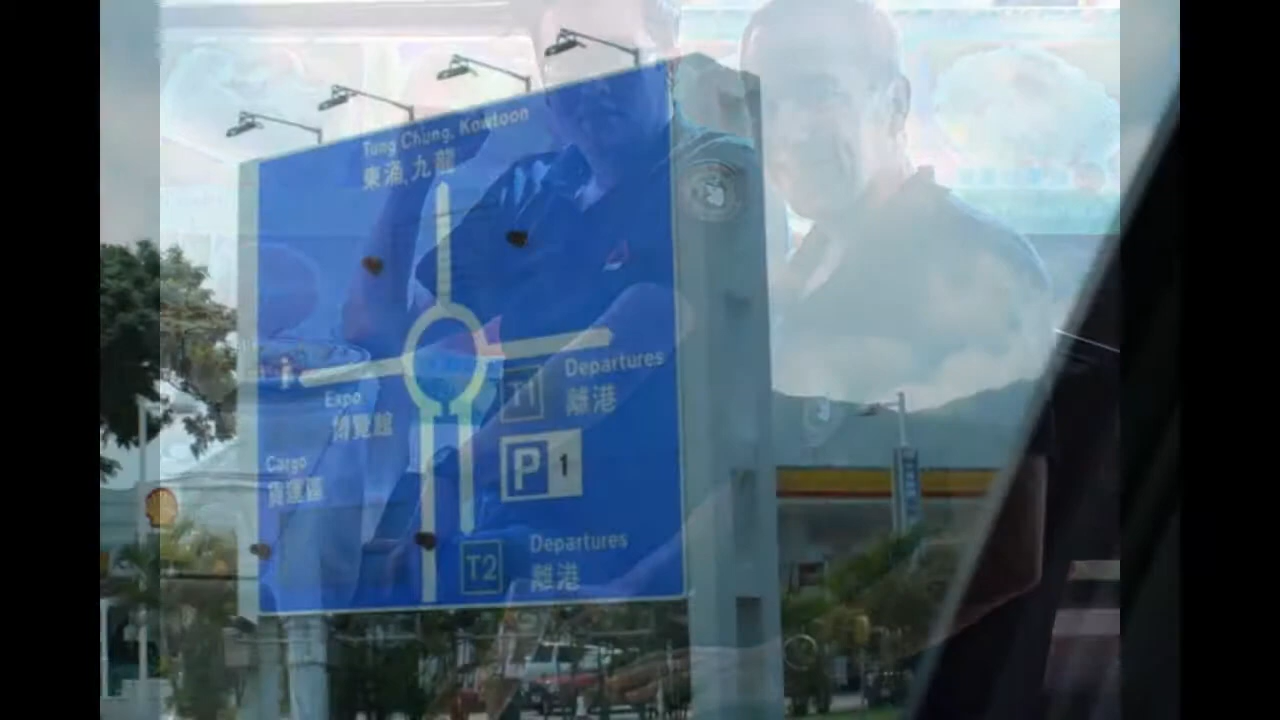 Tung Chung, Kowloon
東涌, 九龍
Departures
T1
離港
Expo
博覽館
P 1
Cargo
貨運區
Departures
T2
離港